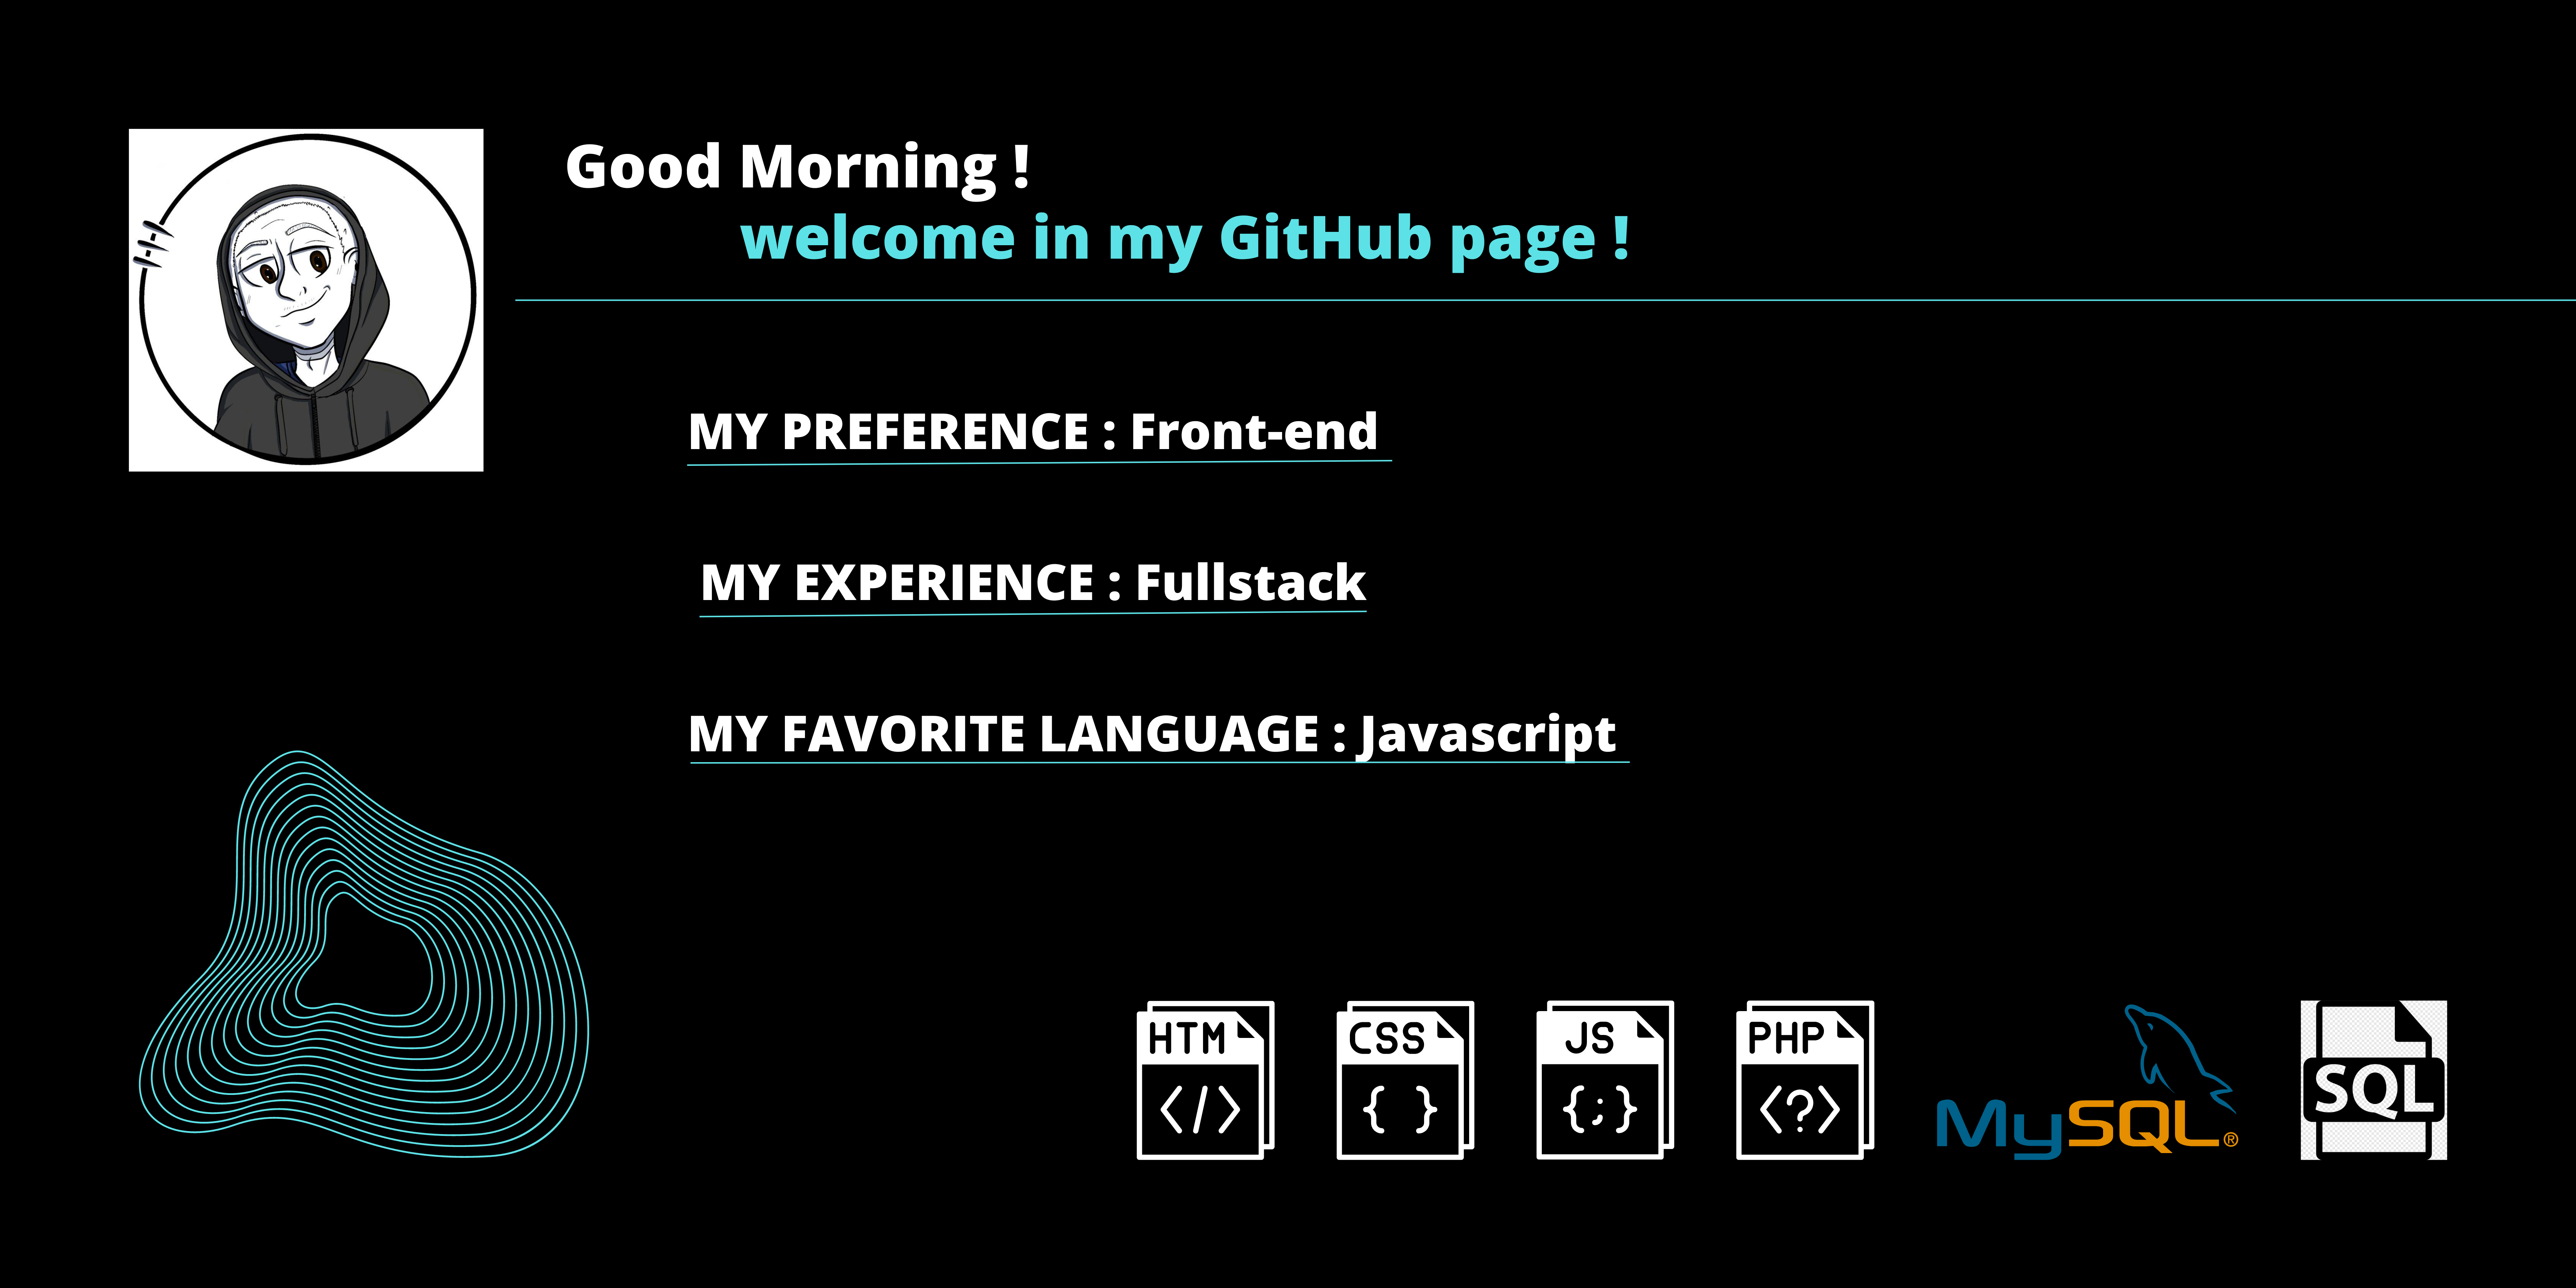 Good Morning !
welcome in my GitHub page !
MY PREFERENCE : Front-end
MY EXPERIENCE : Fullstack
MY FAVORITE LANGUAGE : Javascript
HTM
</>
CSS
{ }
JS
{;}
PHP
<?>
MySQL®
SQL